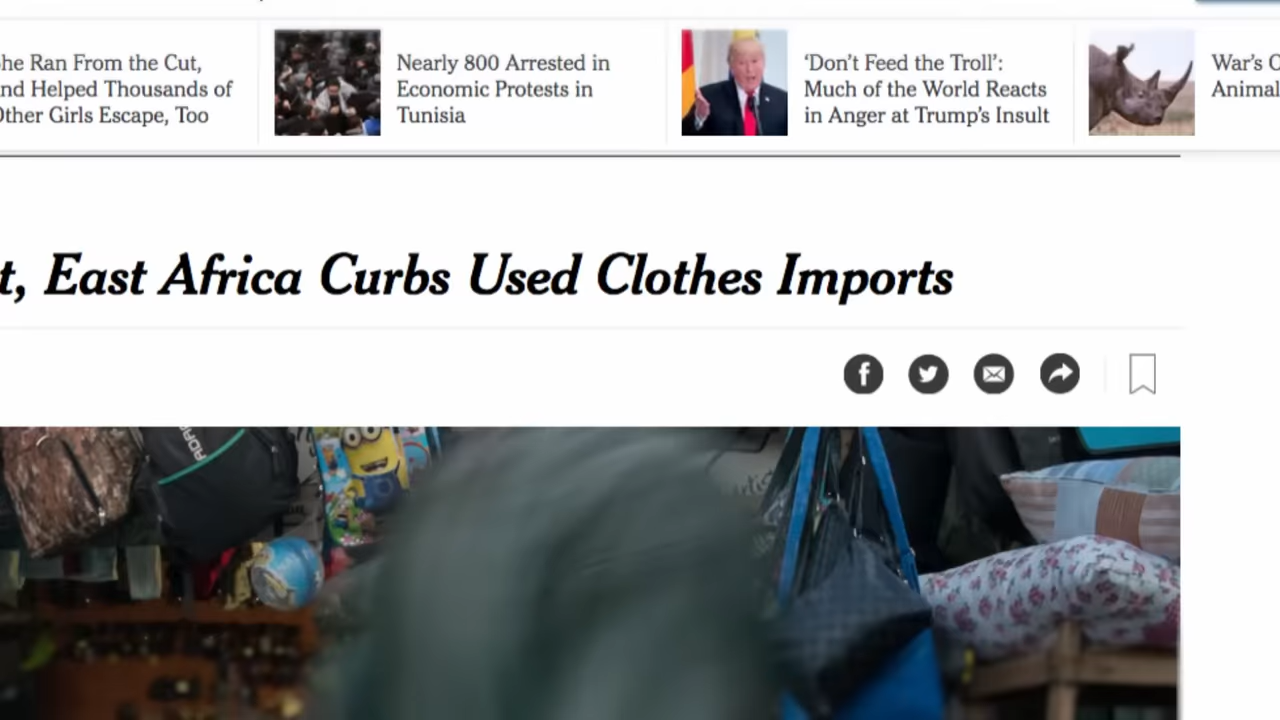 he Ran From the Cut,
nd Helped Thousands of
Other Girls Escape, Too
Nearly 800 Arrested in
Economic Protests in
Tunisia
‘Don’t Feed the Troll’:
Much of the World Reacts
in Anger at Trump’s Insult
War’s
Animal
t, East Africa Curbs Used Clothes Imports